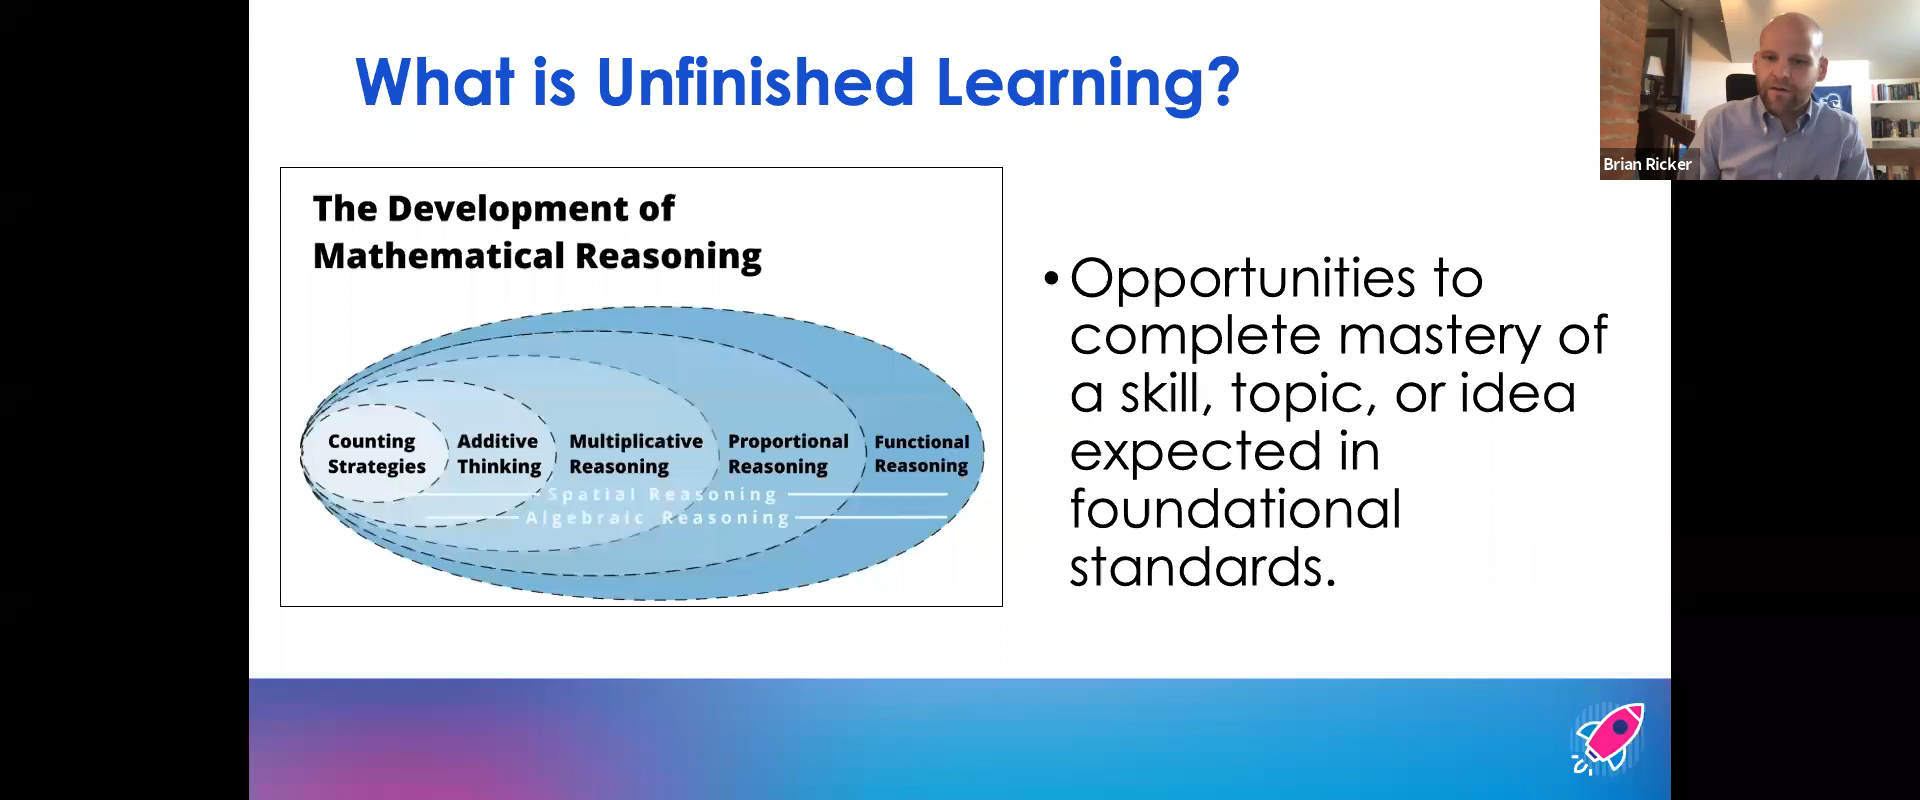 What is Unfinished Learning?
Brian Ricker
The Development of
Mathematical Reasoning
Counting
Strategies
Additive
Thinking
Multiplicative
Reasoning
Proportional
Reasoning
Functional
Reasoning
Spatial Reasoning
Algebraic Reasoning
• Opportunities to
complete mastery of
a skill, topic, or idea
expected in
foundational
standards.